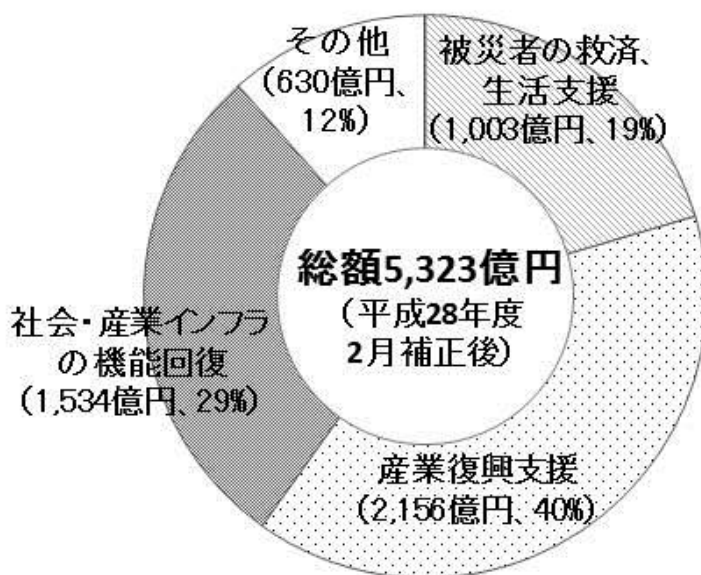 その他
(630億円、
12%)
被災者の救済、
生活支援
(1,003億円、19%)
総額5,323億円
(平成28年度
2月補正後)
社会・産業インフラ
の機能回復
(1,534億円、29%)
産業復興支援
(2,156億円、40%)